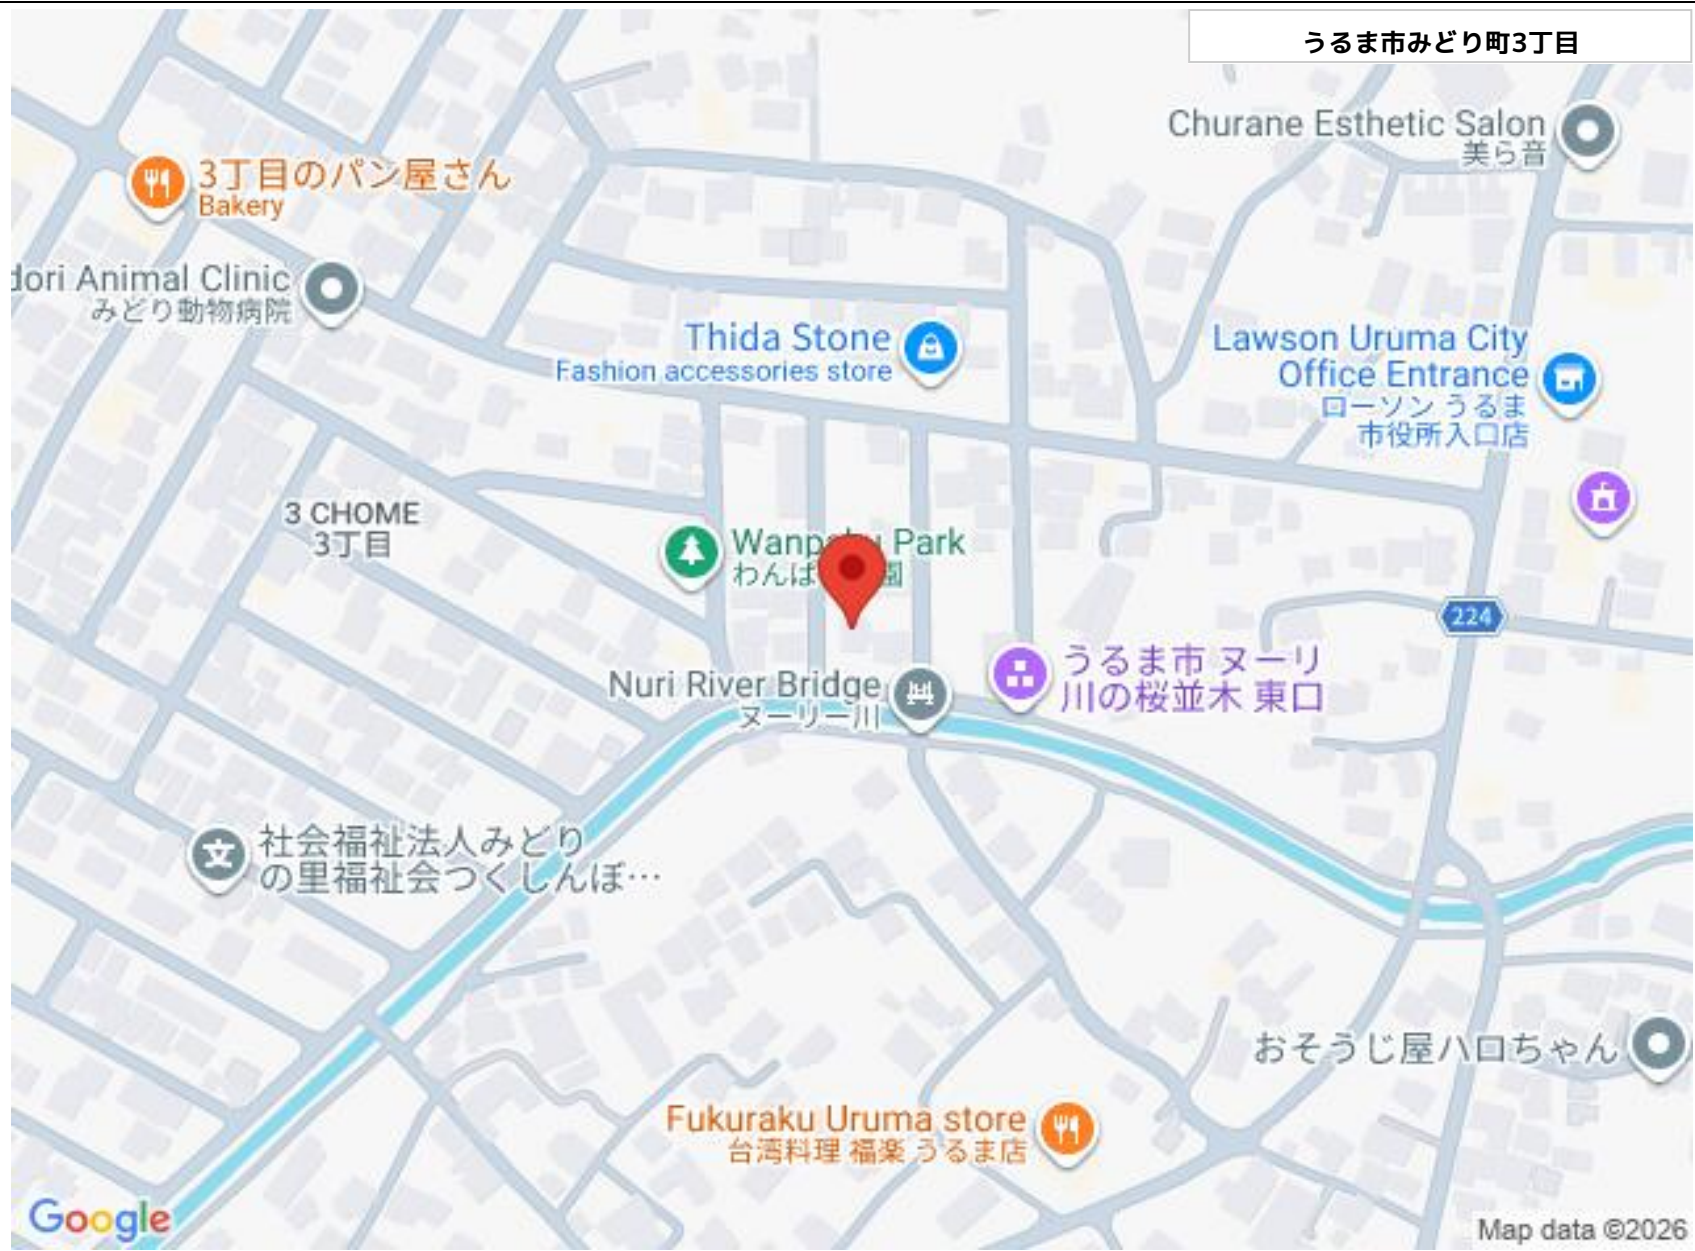 うるま市みどり町3丁目
Churane Esthetic Salon
美ら音
3丁目のパン屋さん
Bakery
dori Animal Clinic
みどり動物病院
Thida Stone
Fashion accessories store
Lawson Uruma City
Office Entrance
ローソン うるま
市役所入口店
3 CHOME
3丁目
Park
わんぱ
園
224
うるま市 ヌーリ
川の桜並木 東口
Nuri River Bridge
ヌーリー川
社会福祉法人みどり
の里福祉会つくしんぼ…
おそうじ屋ハロちゃん
Fukuraku Uruma store
台湾料理 福楽 うるま店
Google
Map data ©2026